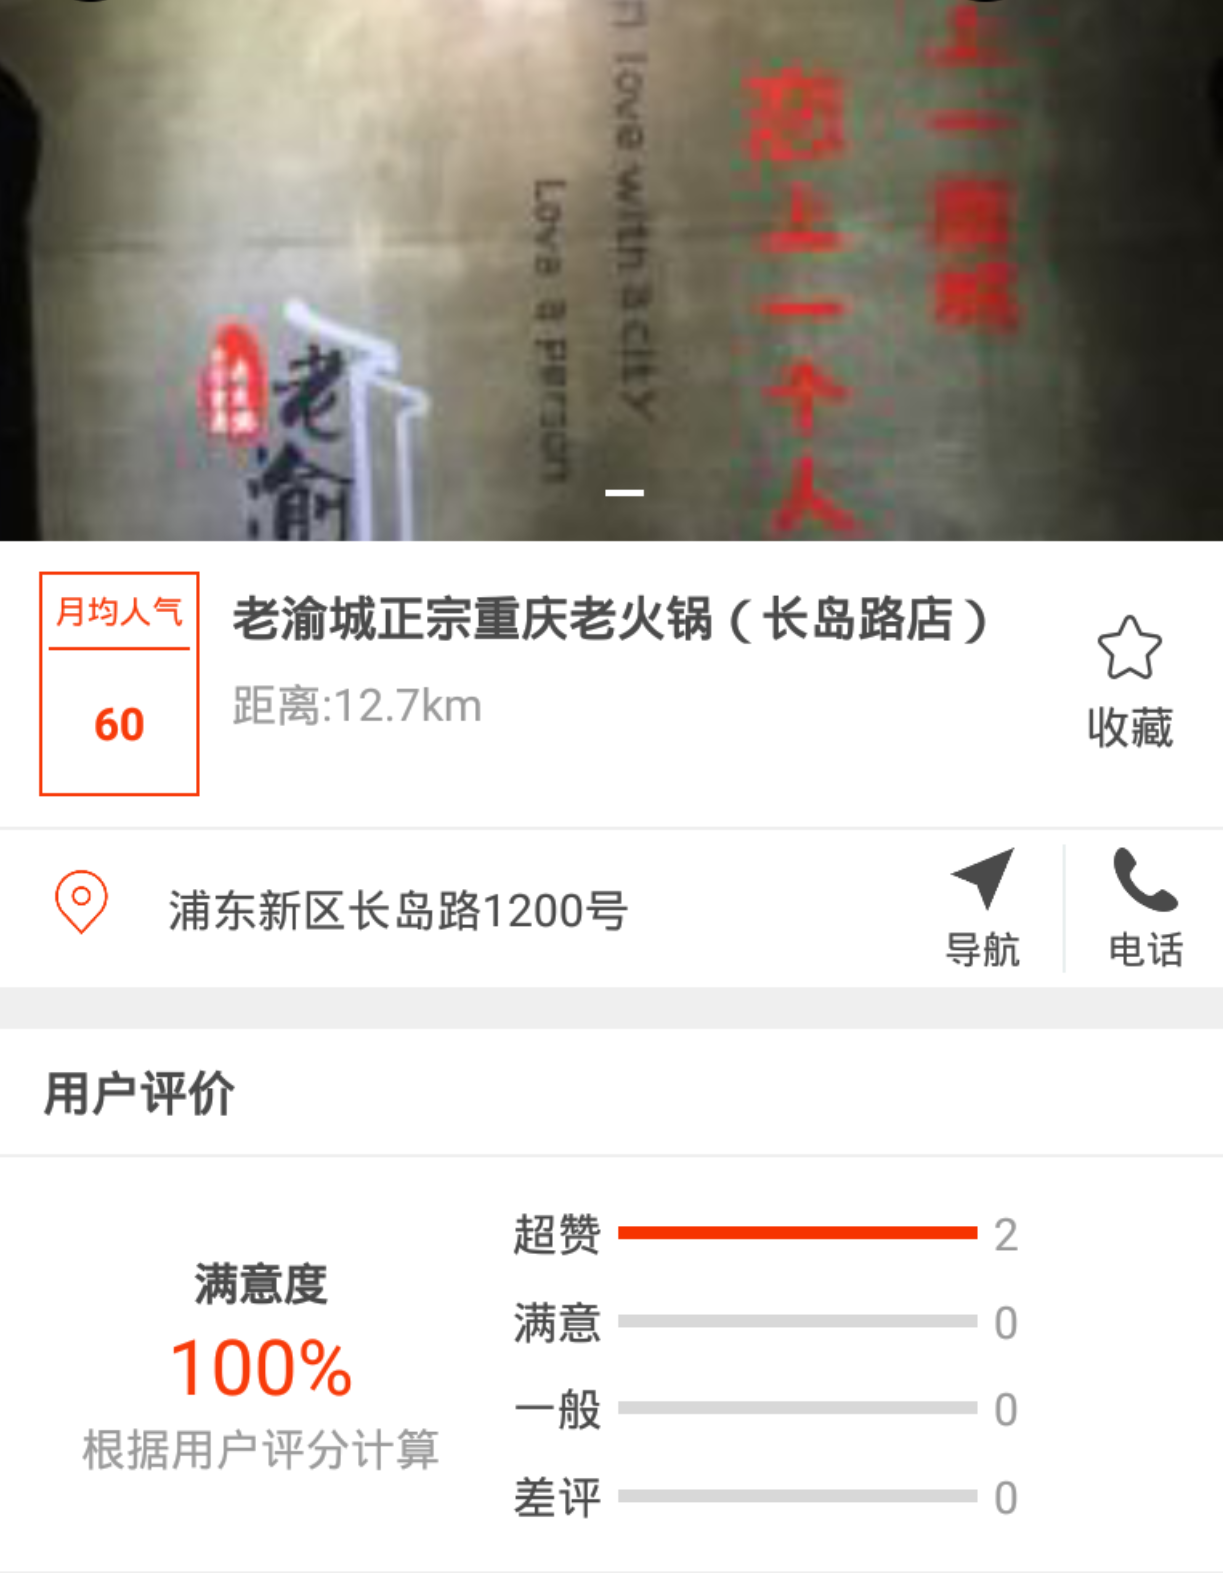 上一座城
恋上一个人
n love with a city
Love a person
老渝
月均人气
60
老渝城正宗重庆老火锅（长岛路店）
距离:12.7km
收藏
浦东新区长岛路1200号
导航
电话
用户评价
满意度
100%
根据用户评分计算
超赞 2
满意 0
一般 0
差评 0